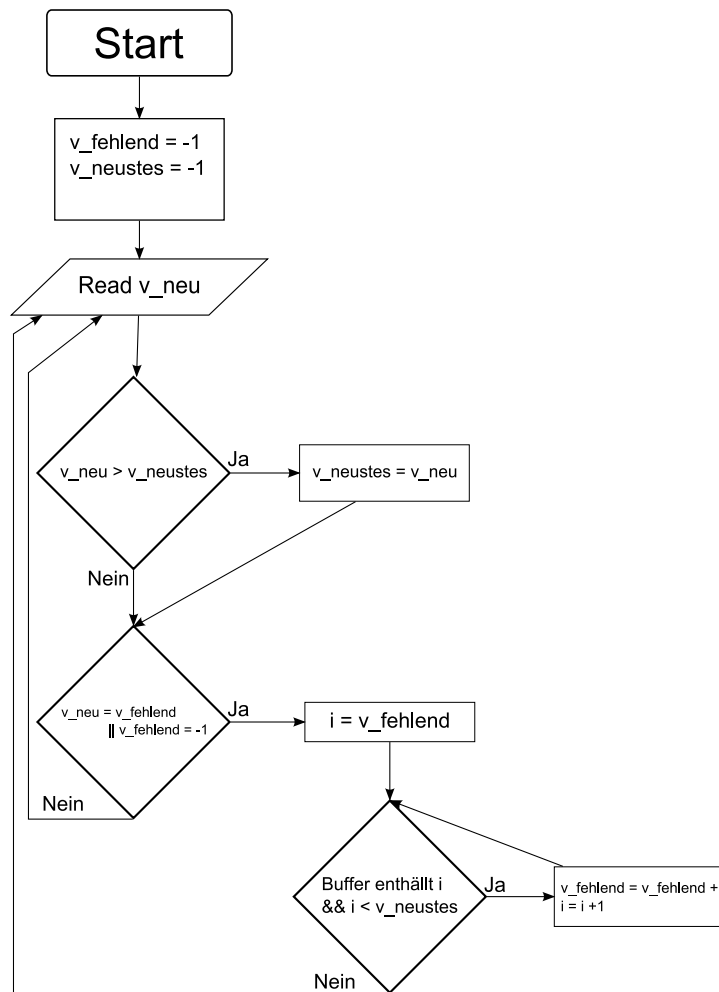 Start
v_fehlend = -1
v_neustes = -1
Read v_neu
v_neu > v_neustes
Ja
v_neustes = v_neu
Nein
v_neu = v_fehlend
|| v_fehlend = -1
Ja
i = v_fehlend
Nein
Buffer enthällt i
&& i < v_neustes
Ja
v_fehlend = v_fehlend +
i = i +1
Nein